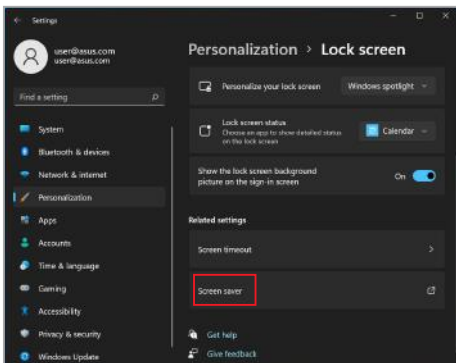 Settings
user@asus.com
user@asus.com
Find a setting
System
Bluetooth & devices
Network & internet
Personalization
Apps
Accounts
Time & language
Gaming
Accessibility
Privacy & security
Windows Update
Personalization > Lock screen
Personalize your lock screen
Windows spotlight
Lock screen status
Choose an app to show detailed status
on the lock screen
Calendar
Show the lock screen background
picture on the sign-in screen
On
Related settings
Screen timeout
Screen saver
Get help
Give feedback